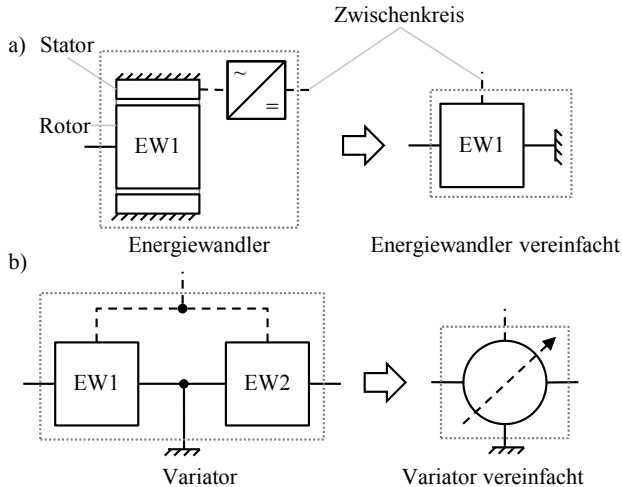 Zwischenkreis
a)
Stator
~
=
Rotor
EW1
EW1
Energiewandler
Energiewandler vereinfacht
b)
EW1
EW2
Variator
Variator vereinfacht